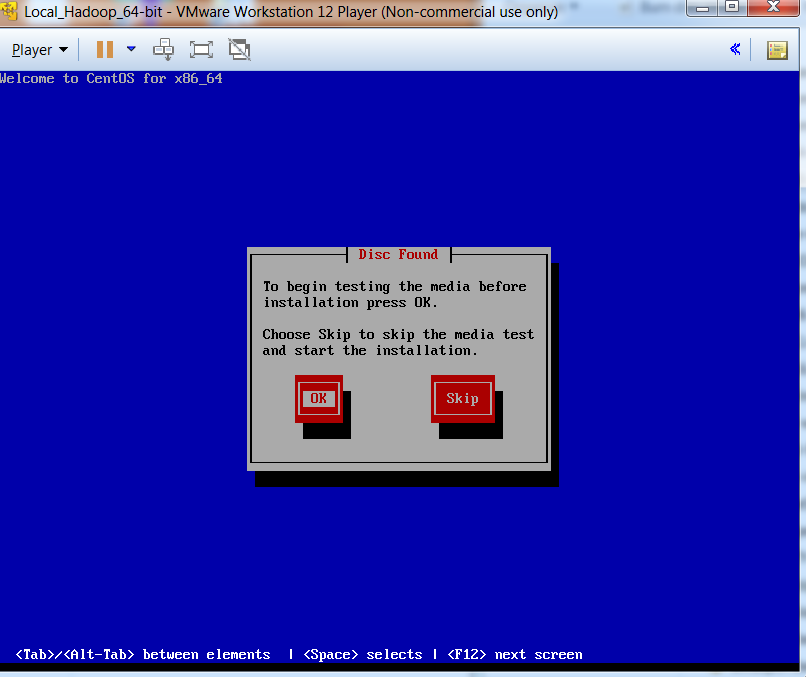 Local_Hadoop_64-bit - VMware Workstation 12 Player (Non-commercial use only)
Player
Welcome to CentOS for x86_64
Disc Found
To begin testing the media before
installation press OK.
Choose Skip to skip the media test
and start the installation.
OK Skip
<Tab>/<Alt-Tab> between elements | <Space> selects | <F12> next screen